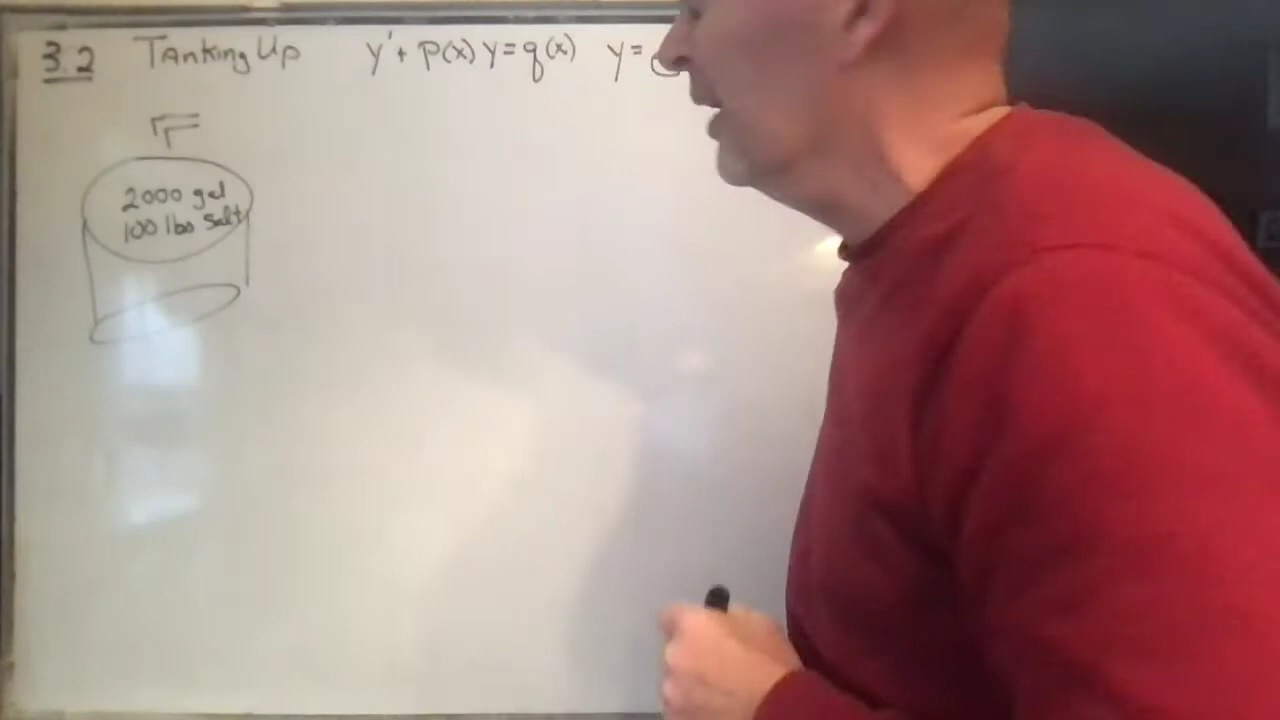 3.2 Tanking Up y' + p(x) y = q(x) y =
2000 gal
100 lbs Salt